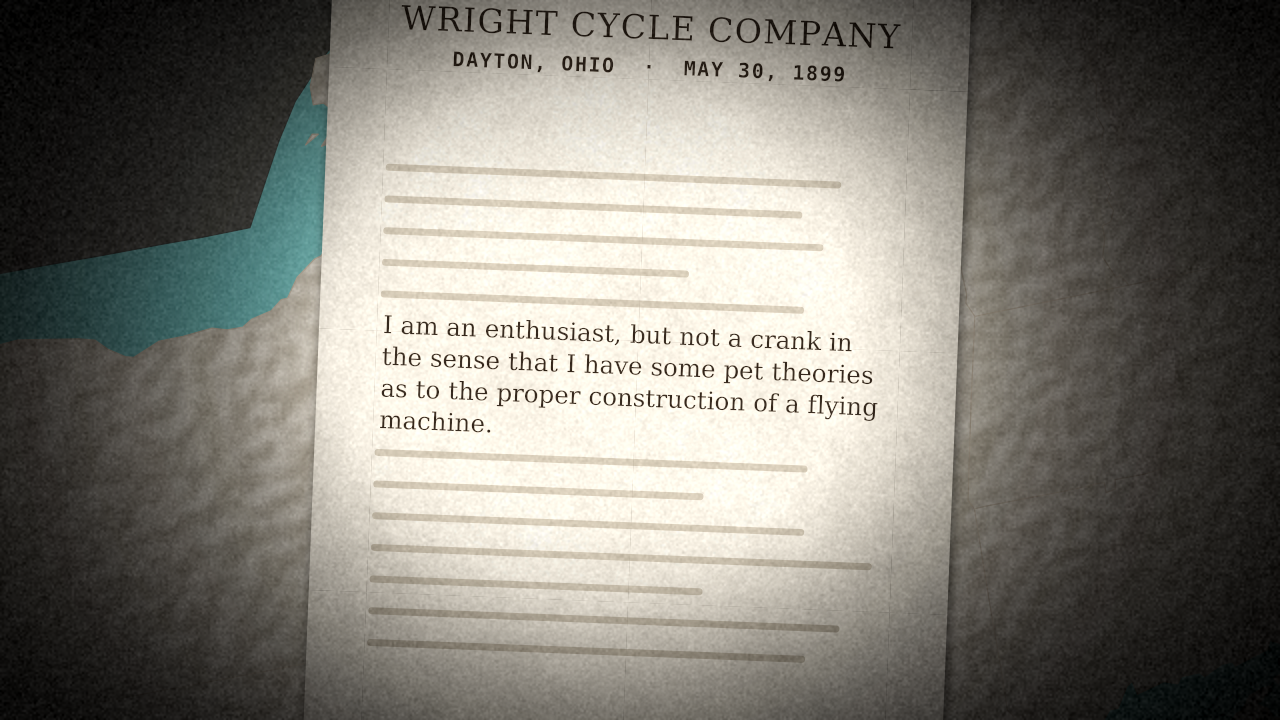 WRIGHT CYCLE COMPANY
DAYTON, OHIO · MAY 30, 1899
I am an enthusiast, but not a crank in
the sense that I have some pet theories
as to the proper construction of a flying
machine.